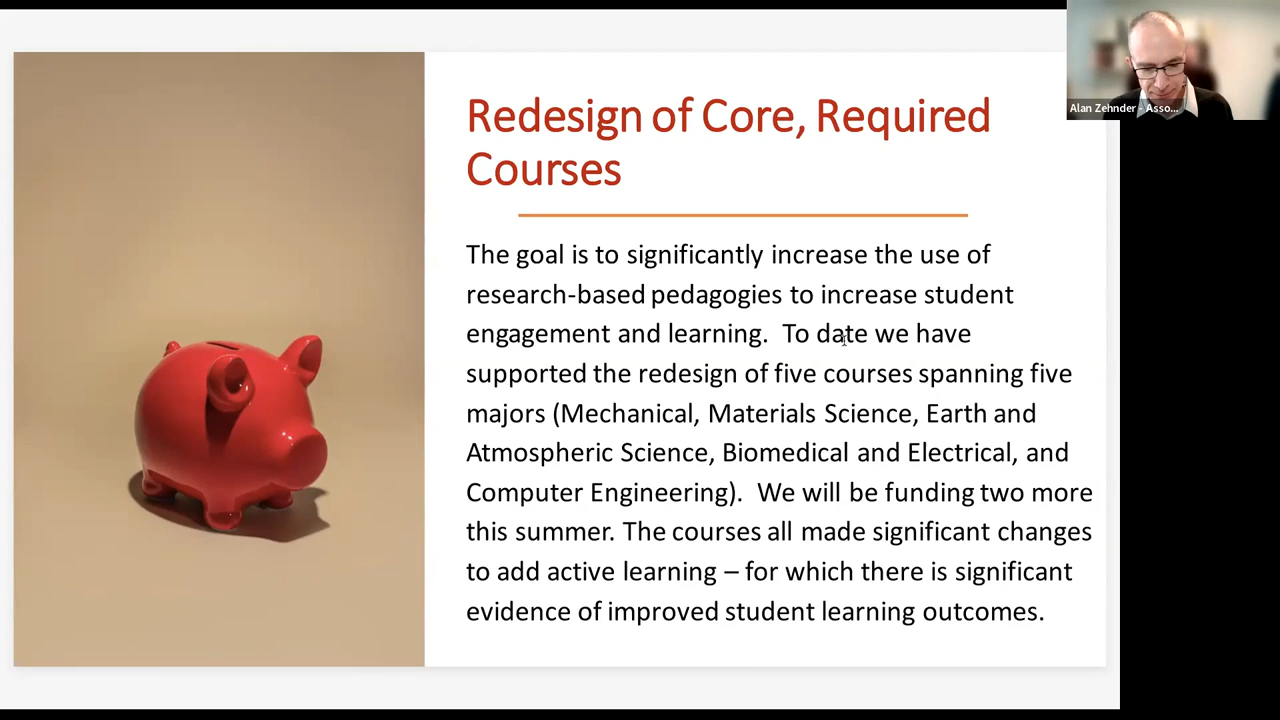 Redesign of Core, Required
Courses
The goal is to significantly increase the use of
research-based pedagogies to increase student
engagement and learning.  To date we have
supported the redesign of five courses spanning five
majors (Mechanical, Materials Science, Earth and
Atmospheric Science, Biomedical and Electrical, and
Computer Engineering).  We will be funding two more
this summer. The courses all made significant changes
to add active learning – for which there is significant
evidence of improved student learning outcomes.
Alan Zehnder - Asso...